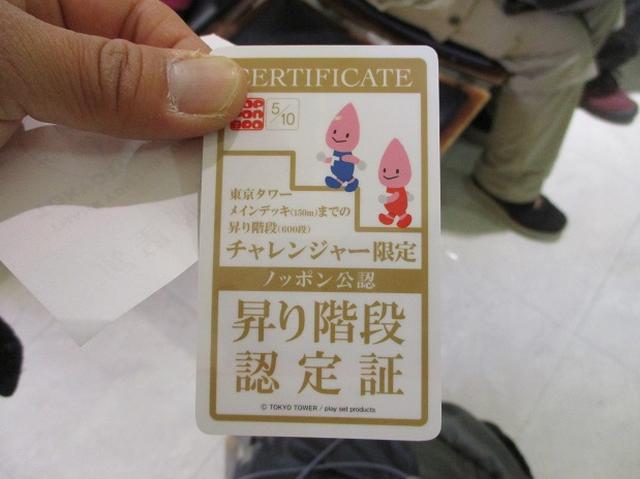 CERTIFICATE
5/10
東京タワー
メインデッキ(150m)までの
昇り階段(600段)
チャレンジャー限定
ノッポン公認
昇り階段
認定証
© TOKYO TOWER / play set products